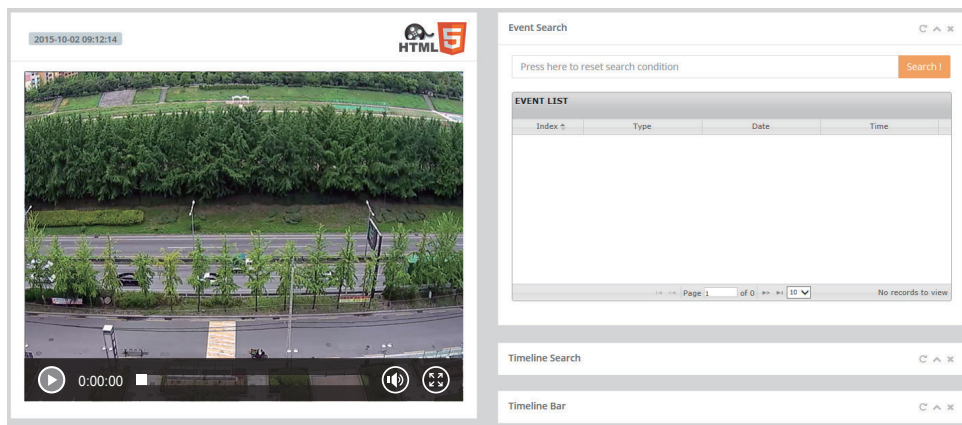 2015-10-02 09:12:14
HTML 5
0:00:00
Event Search
Press here to reset search condition
Search !
EVENT LIST
Index Type Date Time
Page 1 of 0 10 No records to view
Timeline Search
Timeline Bar